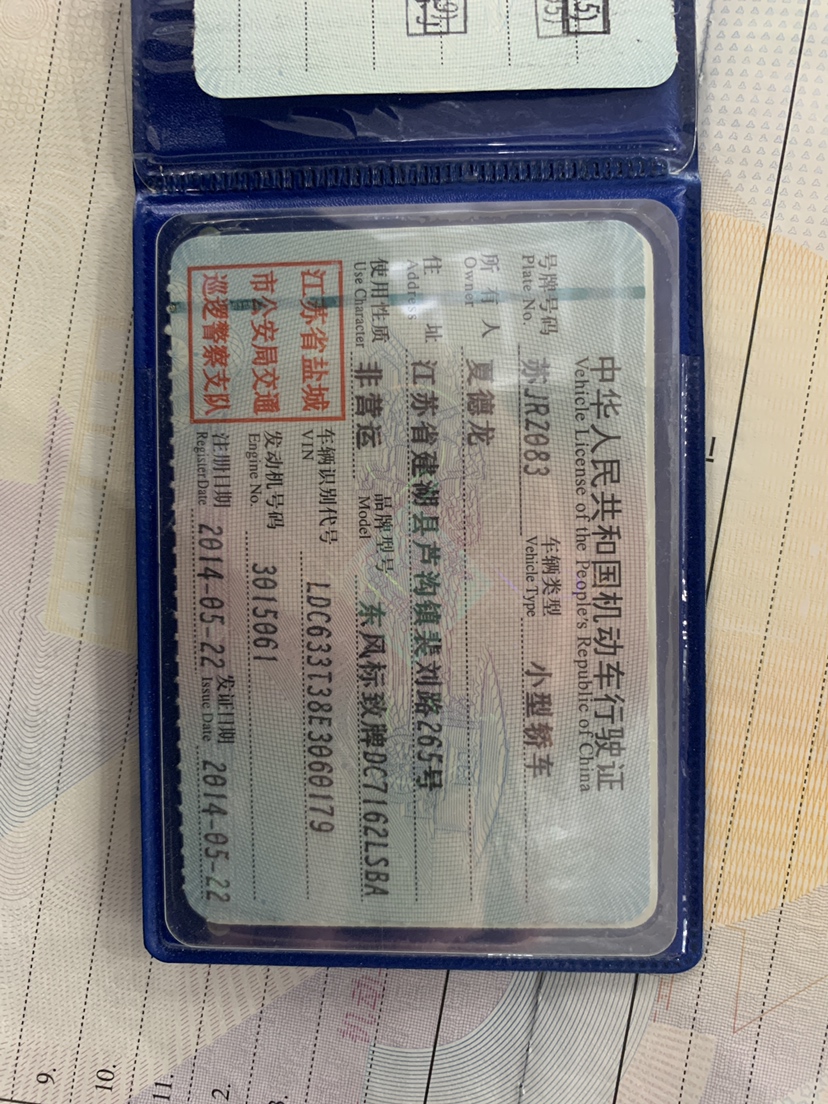 中华人民共和国机动车行驶证
Vehicle License of the People's Republic of China
号牌号码 苏JR2083 车辆类型 小型轿车
Plate No. Vehicle Type
所有人 夏德龙
Owner
住址 江苏省建湖县芦沟镇裴刘路265号
Address
使用性质 非营运 品牌型号 东风标致牌DC7162LSBA
Use Character Model
江苏省盐城
市公安局交通
巡逻警察支队
车辆识别代号 LDC633T38E3060179
VIN
发动机号码 3015061
Engine No.
注册日期 2014-05-22 发证日期 2014-05-22
Register Date Issue Date
9.
10.
11.
2.